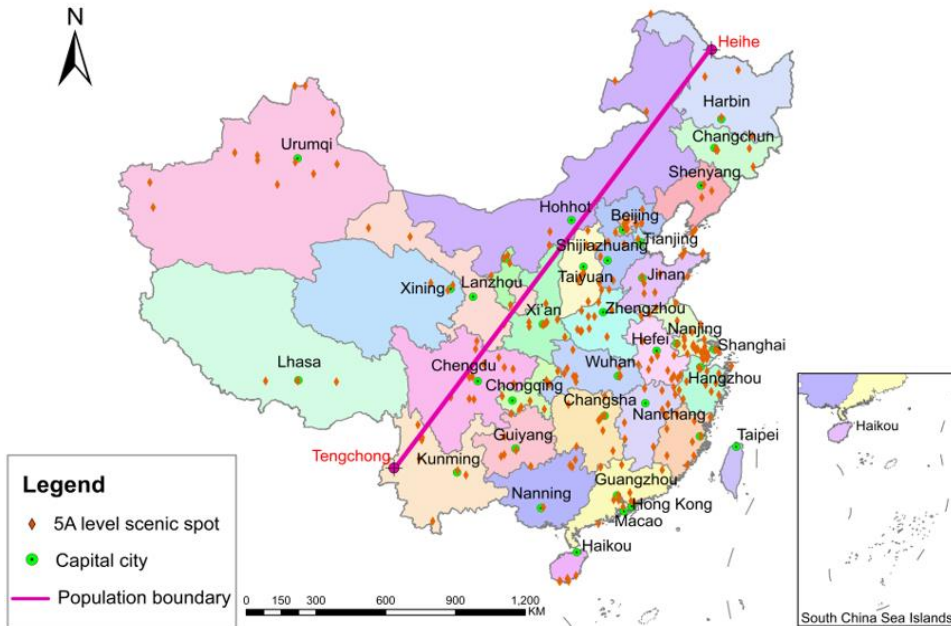 N
Heihe
Harbin
Changchun
Urumqi
Shenyang
Hohhot
Beijing
Tianjing
Shijiazhuang
Taiyuan
Jinan
Xining
Lanzhou
Xi'an
Zhengzhou
Nanjing
Hefei
Shanghai
Lhasa
Chengdu
Wuhan
Hangzhou
Chongqing
Changsha
Nanchang
Taipei
Guiyang
Tengchong
Kunming
Guangzhou
Nanning
Hong Kong
Macao
Haikou
Legend
5A level scenic spot
Capital city
Population boundary
0 150 300 600 900 1,200
KM
Haikou
South China Sea Islands